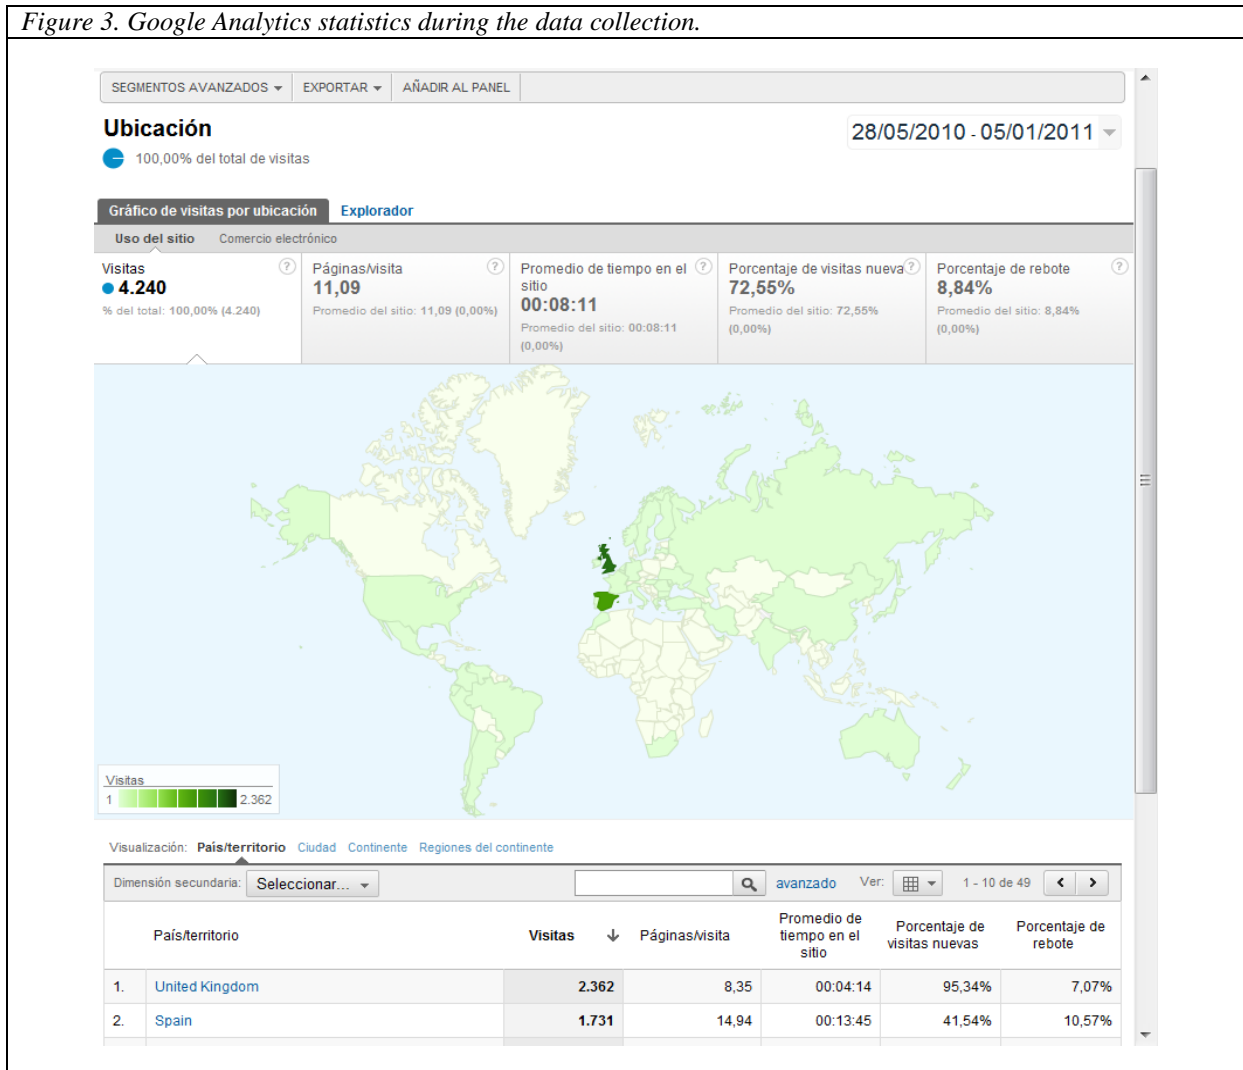 Figure 3. Google Analytics statistics during the data collection.
SEGMENTOS AVANZADOS EXPORTAR AÑADIR AL PANEL
Ubicación
28/05/2010 - 05/01/2011
100,00% del total de visitas
Gráfico de visitas por ubicación Explorador
Uso del sitio Comercio electrónico
Visitas
4.240
% del total: 100,00% (4.240)
Páginas/visita
11,09
Promedio del sitio: 11,09 (0,00%)
Promedio de tiempo en el
sitio
00:08:11
Promedio del sitio: 00:08:11
(0,00%)
Porcentaje de visitas nueva
72,55%
Promedio del sitio: 72,55%
(0,00%)
Porcentaje de rebote
8,84%
Promedio del sitio: 8,84%
(0,00%)
Visitas
1 2.362
Visualización: País/territorio Ciudad Continente Regiones del continente
Dimensión secundaria: Seleccionar... avanzado Ver: 1 - 10 de 49
País/territorio Visitas Páginas/visita Promedio de tiempo en el sitio Porcentaje de visitas nuevas Porcentaje de rebote
1. United Kingdom 2.362 8,35 00:04:14 95,34% 7,07%
2. Spain 1.731 14,94 00:13:45 41,54% 10,57%